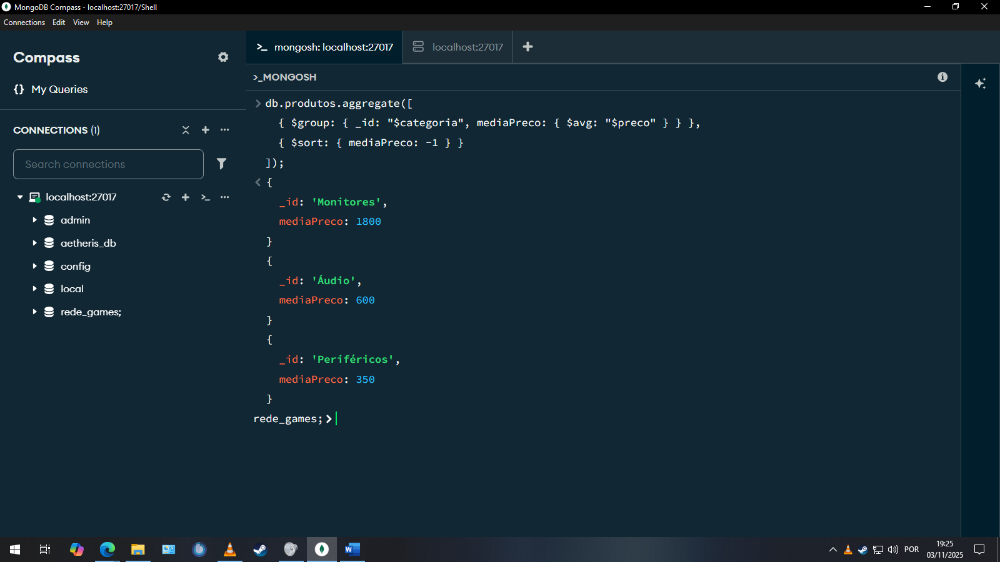 MongoDB Compass - localhost:27017/Shell
Connections Edit View Help
Compass
{} My Queries
CONNECTIONS (1)
Search connections
localhost:27017
admin
aetheris_db
config
local
rede_games;
>_ mongosh: localhost:27017
localhost:27017
>_MONGOSH
> db.produtos.aggregate([
{ $group: { _id: "$categoria", mediaPreco: { $avg: "$preco" } } },
{ $sort: { mediaPreco: -1 } }
]);
< {
_id: 'Monitores',
mediaPreco: 1800
}
{
_id: 'Áudio',
mediaPreco: 600
}
{
_id: 'Periféricos',
mediaPreco: 350
}
rede_games; >
POR
19:25
03/11/2025